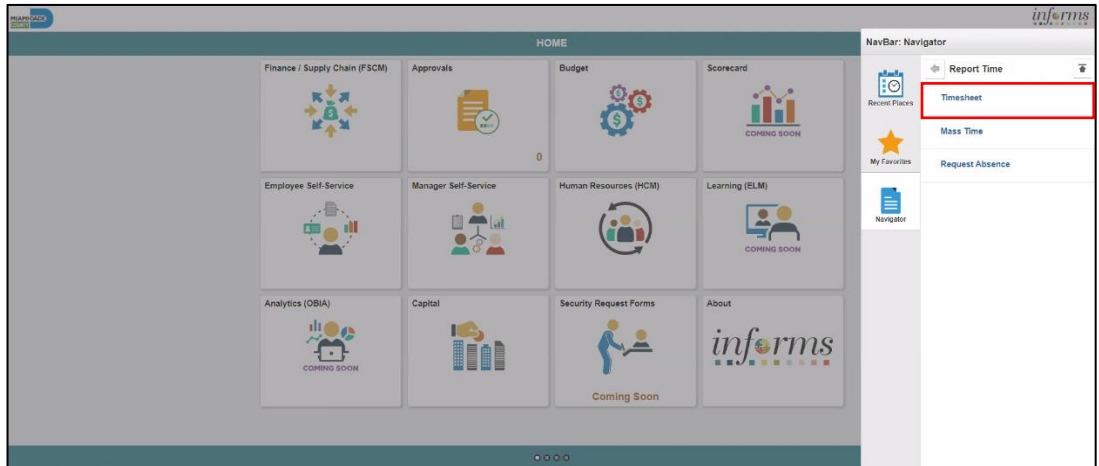 MIAMI-DADE
COUNTY
informs
HOME
NavBar: Navigator
Finance / Supply Chain (FSCM)
Approvals
0
Budget
Scorecard
COMING SOON
Employee Self-Service
Manager Self-Service
Human Resources (HCM)
Learning (ELM)
COMING SOON
Analytics (OBIA)
COMING SOON
Capital
Security Request Forms
Coming Soon
About
informs
Recent Places
My Favorites
Navigator
Report Time
Timesheet
Mass Time
Request Absence